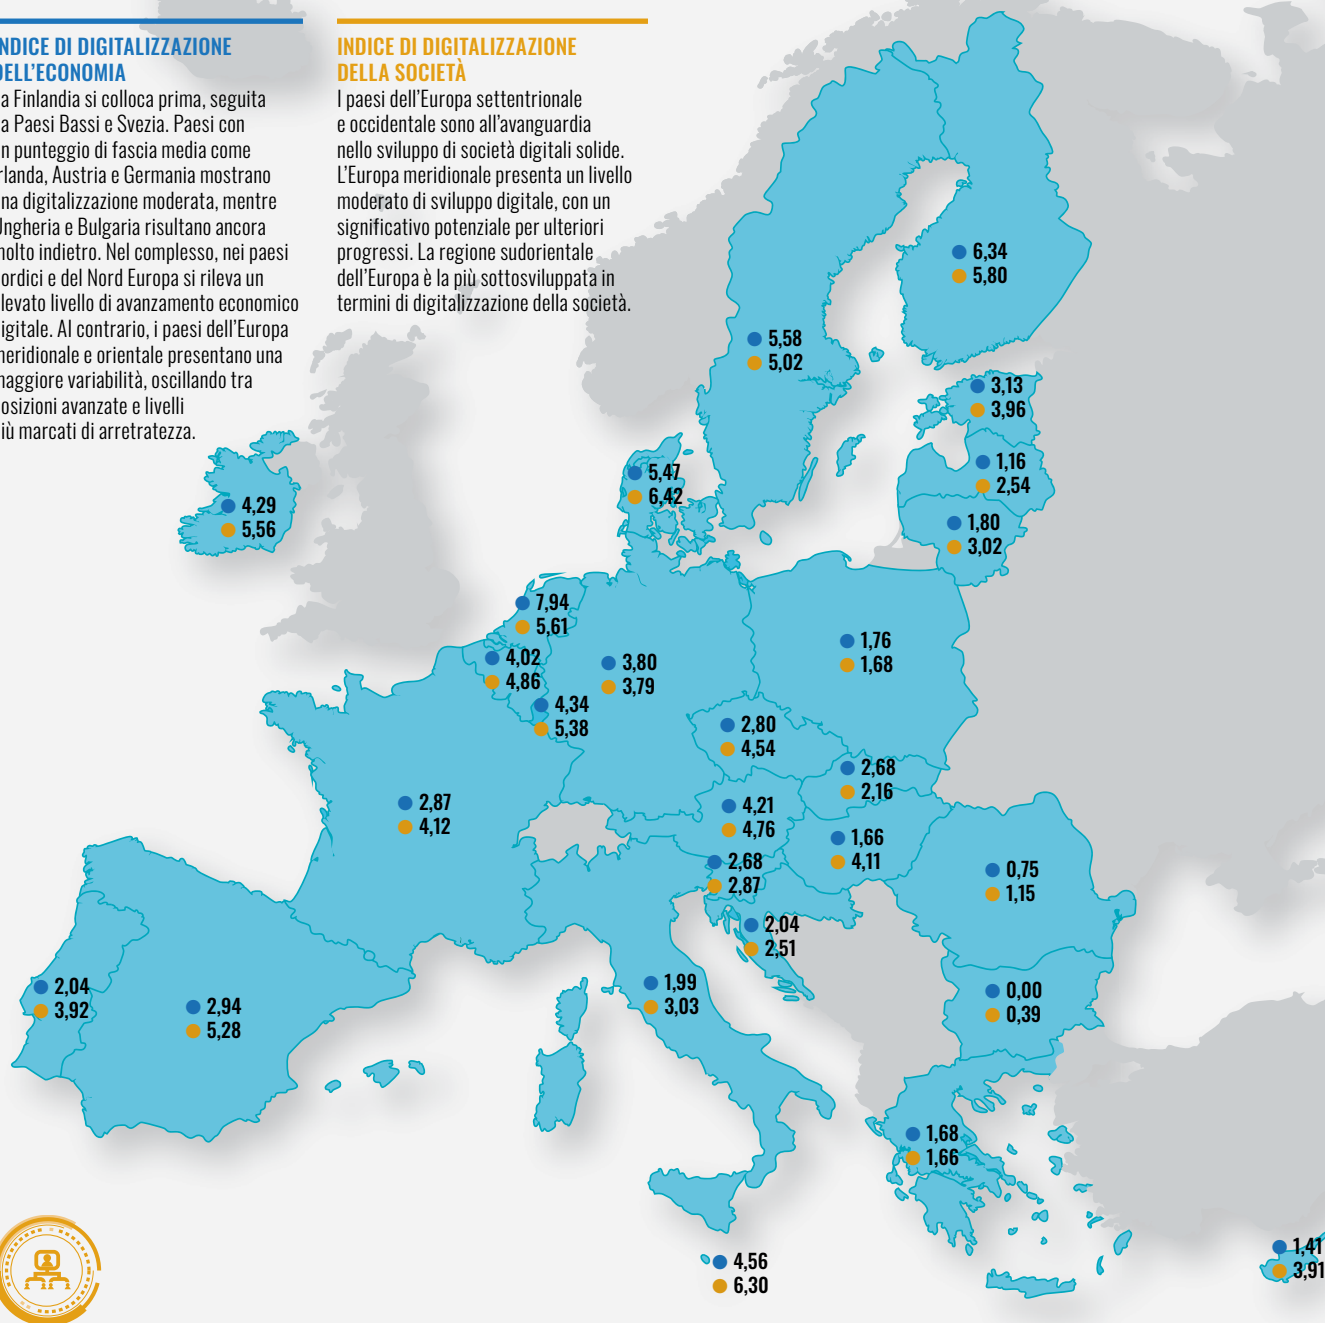 NDICE DI DIGITALIZZAZIONE
DELL'ECONOMIA
a Finlandia si colloca prima, seguita
a Paesi Bassi e Svezia. Paesi con
n punteggio di fascia media come
rlanda, Austria e Germania mostrano
na digitalizzazione moderata, mentre
Ungheria e Bulgaria risultano ancora
molto indietro. Nel complesso, nei paesi
ordici e del Nord Europa si rileva un
levato livello di avanzamento economico
igitale. Al contrario, i paesi dell'Europa
meridionale e orientale presentano una
maggiore variabilità, oscillando tra
osizioni avanzate e livelli
iù marcati di arretratezza.
INDICE DI DIGITALIZZAZIONE
DELLA SOCIETÀ
I paesi dell'Europa settentrionale
e occidentale sono all'avanguardia
nello sviluppo di società digitali solide.
L'Europa meridionale presenta un livello
moderato di sviluppo digitale, con un
significativo potenziale per ulteriori
progressi. La regione sudorientale
dell'Europa è la più sottosviluppata in
termini di digitalizzazione della società.
6,34
5,80
5,58
5,02
3,13
3,96
1,16
2,54
1,80
3,02
5,47
6,42
4,29
5,56
7,94
5,61
4,02
4,86
4,34
5,38
3,80
3,79
1,76
1,68
2,80
4,54
2,68
2,16
2,87
4,12
4,21
4,76
1,66
4,11
2,68
2,87
0,75
1,15
2,04
2,51
2,04
3,92
2,94
5,28
1,99
3,03
0,00
0,39
1,68
1,66
4,56
6,30
1,41
3,91